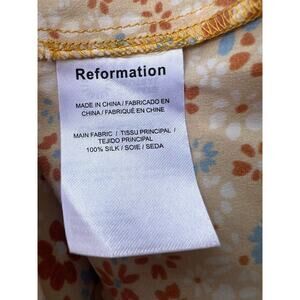 Reformation
MADE IN CHINA / FABRICADO EN
CHINA / FABRIQUÉ EN CHINE
MAIN FABRIC / TISSU PRINCIPAL /
TEJIDO PRINCIPAL
100% SILK / SOIE / SEDA